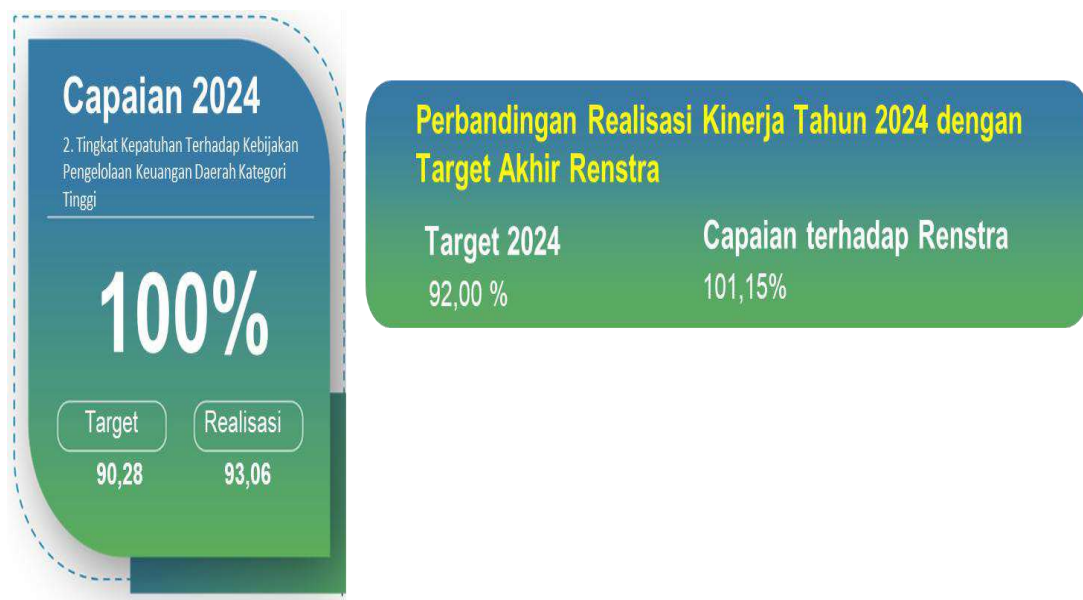 Capaian 2024
2. Tingkat Kepatuhan Terhadap Kebijakan
Pengelolaan Keuangan Daerah Kategori
Tinggi
100%
Target Realisasi
90,28 93,06
Perbandingan Realisasi Kinerja Tahun 2024 dengan
Target Akhir Renstra
Target 2024 Capaian terhadap Renstra
92,00 % 101,15%